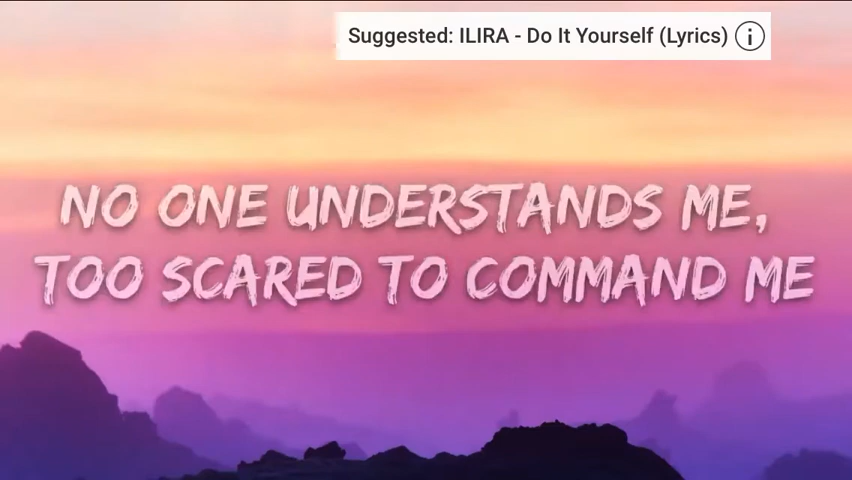 Suggested: ILIRA - Do It Yourself (Lyrics)
NO ONE UNDERSTANDS ME,
TOO SCARED TO COMMAND ME